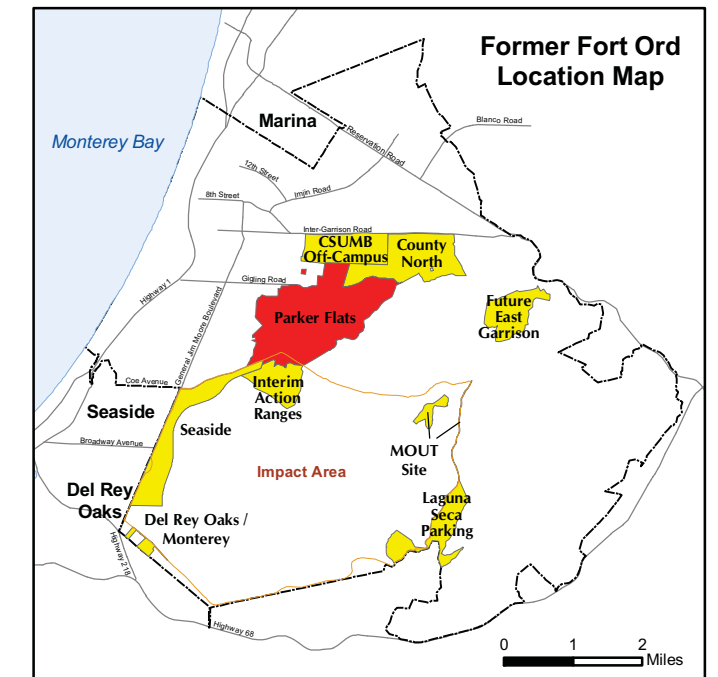 Former Fort Ord
Location Map
Marina
Blanco Road
Monterey Bay
Reservation Road
12th Street
Imjin Road
8th Street
Inter-Garrison Road
CSUMB
Off-Campus
County
North
Gigling Road
Highway 1
Parker Flats
Future
East
Garrison
General Jim Moore Boulevard
Coe Avenue
Interim
Action
Ranges
Seaside
Seaside
Broadway Avenue
MOUT
Site
Impact Area
Del Rey
Oaks
Laguna
Seca
Parking
Del Rey Oaks /
Monterey
Highway 218
Highway 68
0 1 2
Miles